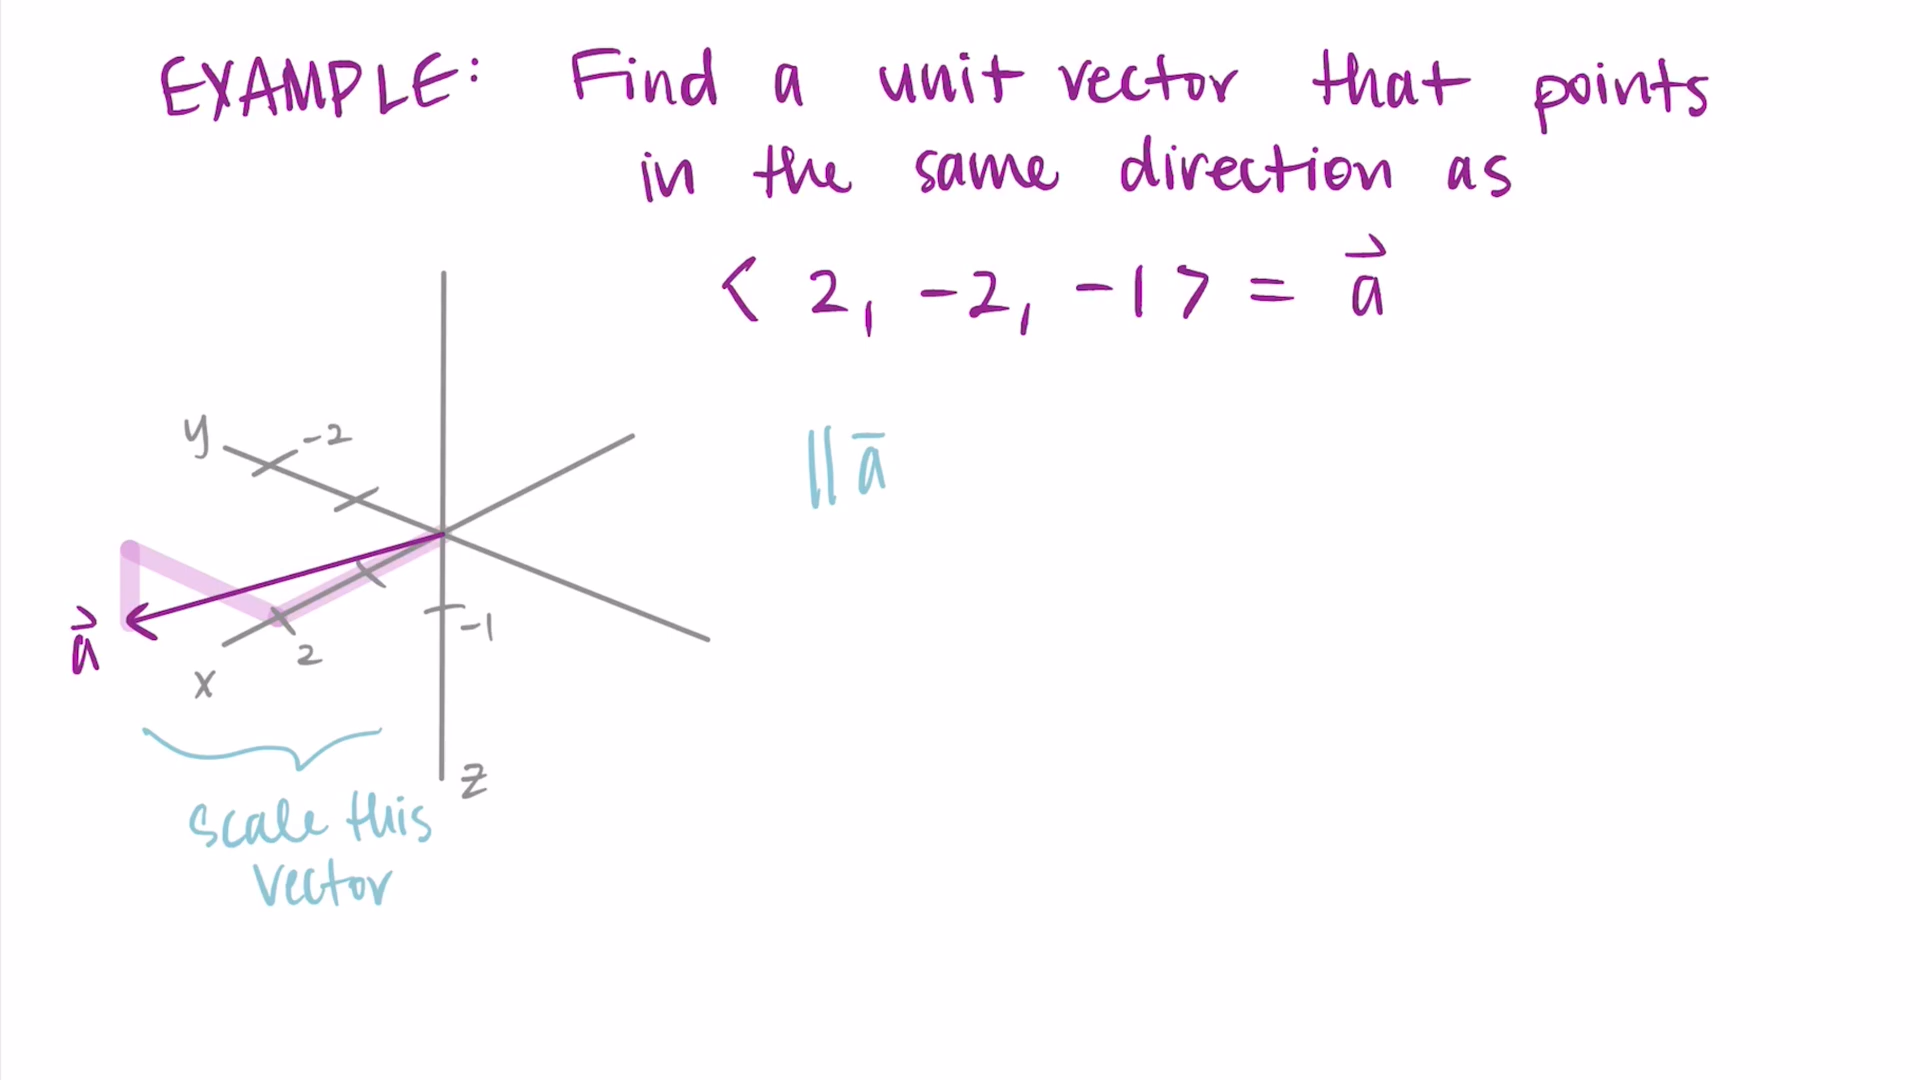 EXAMPLE: Find a unit vector that points
in the same direction as
< 2, -2, -1 > = a⃗
y
-2
‖ a⃗
-1
a⃗
2
x
z
scale this
vector